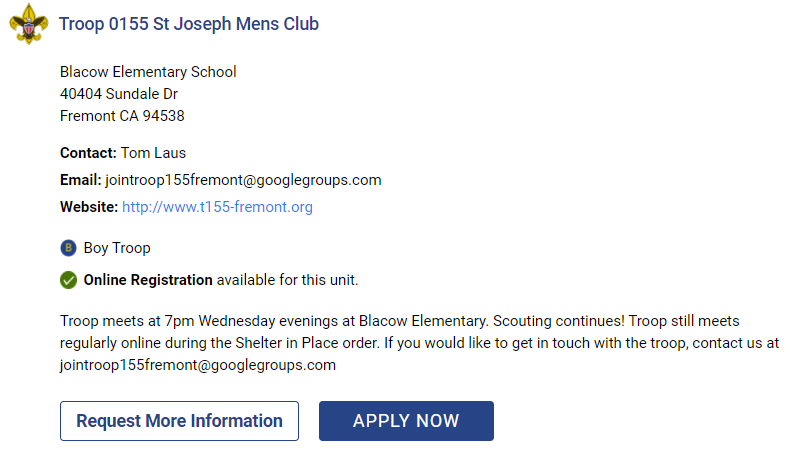 Troop 0155 St Joseph Mens Club
Blacow Elementary School
40404 Sundale Dr
Fremont CA 94538
Contact: Tom Laus
Email: jointroop155fremont@googlegroups.com
Website: http://www.t155-fremont.org
B Boy Troop
Online Registration available for this unit.
Troop meets at 7pm Wednesday evenings at Blacow Elementary. Scouting continues! Troop still meets
regularly online during the Shelter in Place order. If you would like to get in touch with the troop, contact us at
jointroop155fremont@googlegroups.com
Request More Information
APPLY NOW